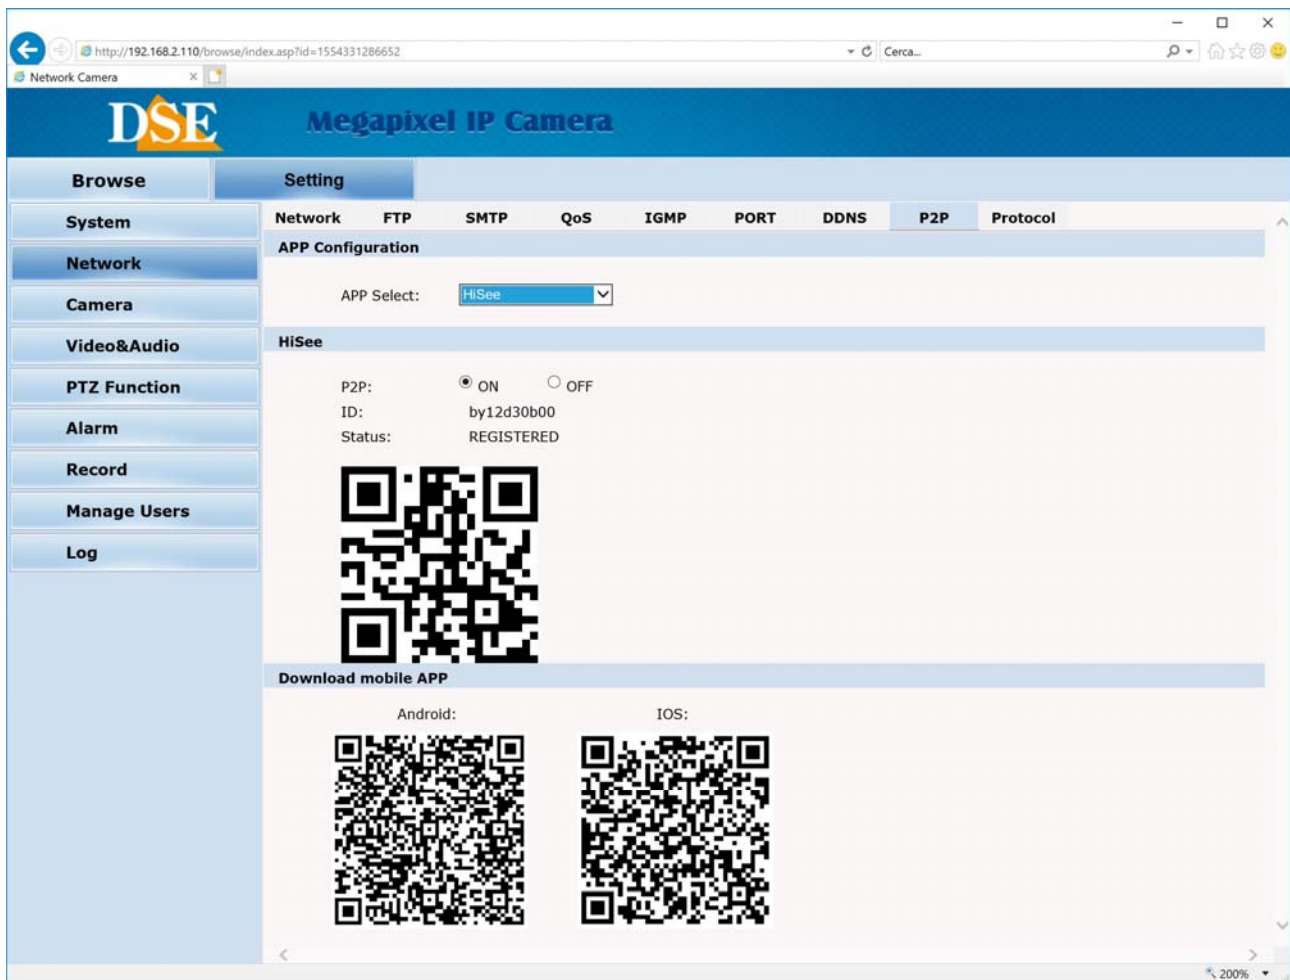 http://192.168.2.110/browse/index.asp?id=1554331286652
Cerca...
Network Camera
DSE Megapixel IP Camera
Browse Setting
System
Network
Camera
Video&Audio
PTZ Function
Alarm
Record
Manage Users
Log
Network FTP SMTP QoS IGMP PORT DDNS P2P Protocol
APP Configuration
APP Select: HiSee
HiSee
P2P: ON OFF
ID: by12d30b00
Status: REGISTERED
Download mobile APP
Android: IOS:
200%